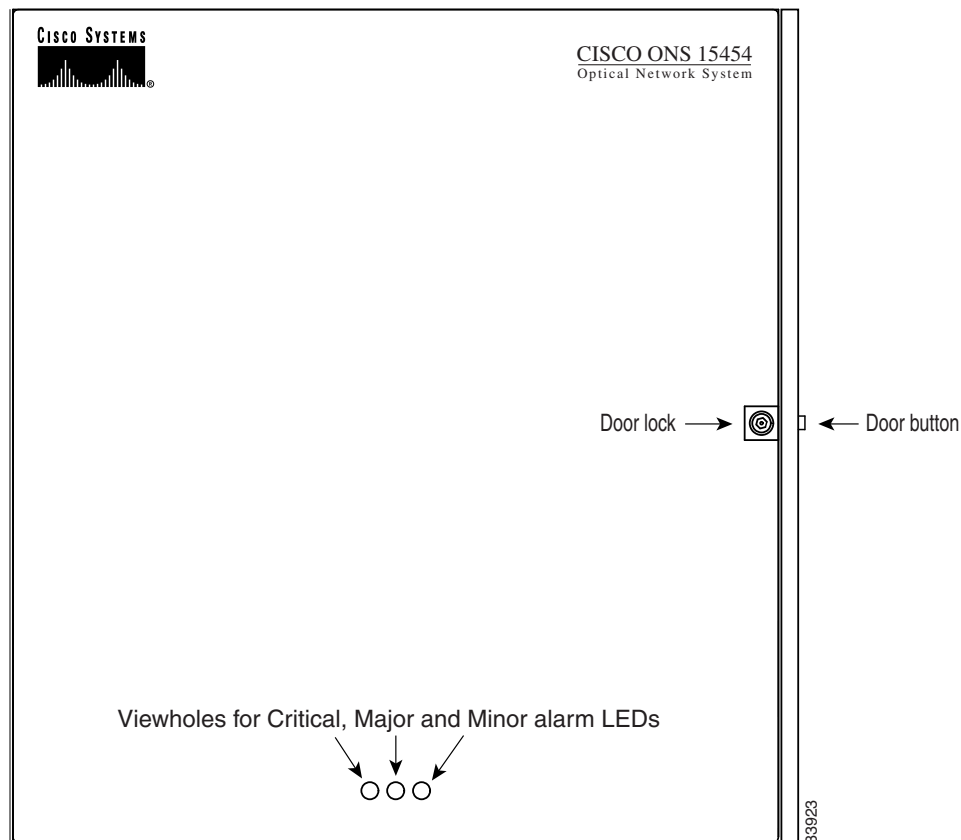 CISCO SYSTEMS
®
CISCO ONS 15454
Optical Network System
Door lock
Door button
Viewholes for Critical, Major and Minor alarm LEDs